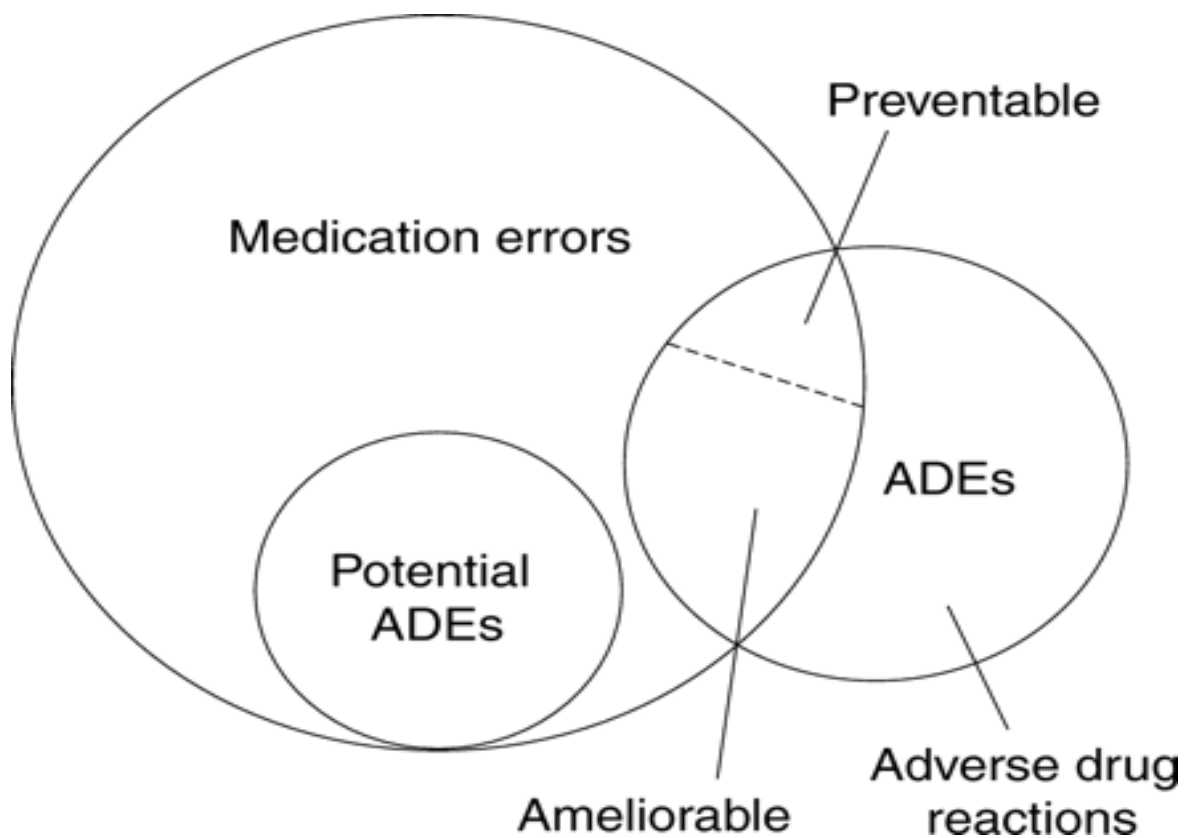 Preventable
Medication errors
ADEs
Potential
ADEs
Adverse drug
reactions
Ameliorable